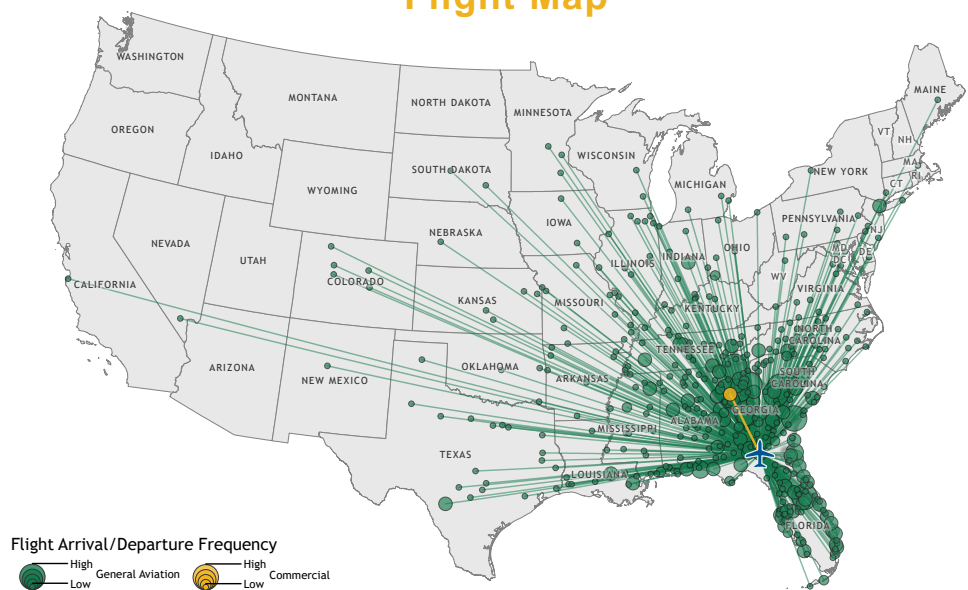 Flight Map
WASHINGTON
MONTANA
NORTH DAKOTA
MINNESOTA
MAINE
OREGON
IDAHO
VT
NH
SOUTH DAKOTA
WISCONSIN
MICHIGAN
NEW YORK
MA
CT
RI
WYOMING
IOWA
PENNSYLVANIA
NEBRASKA
NJ
NEVADA
UTAH
ILLINOIS
INDIANA
OHIO
MD
DE
DC
WV
CALIFORNIA
COLORADO
KANSAS
MISSOURI
KENTUCKY
VIRGINIA
NORTH
CAROLINA
ARIZONA
NEW MEXICO
OKLAHOMA
ARKANSAS
TENNESSEE
SOUTH
CAROLINA
MISSISSIPPI
ALABAMA
GEORGIA
TEXAS
LOUISIANA
FLORIDA
Flight Arrival/Departure Frequency
High
General Aviation
Low
High
Commercial
Low